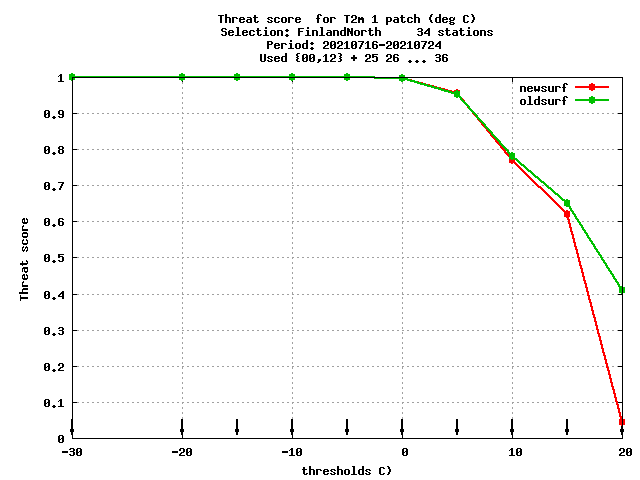 Threat score  for T2m 1 patch (deg C)
Selection: FinlandNorth     34 stations
Period: 20210716-20210724
Used {00,12} + 25 26 ... 36
newsurf
oldsurf
Threat score
1
0.9
0.8
0.7
0.6
0.5
0.4
0.3
0.2
0.1
0
-30
-20
-10
0
10
20
thresholds C)